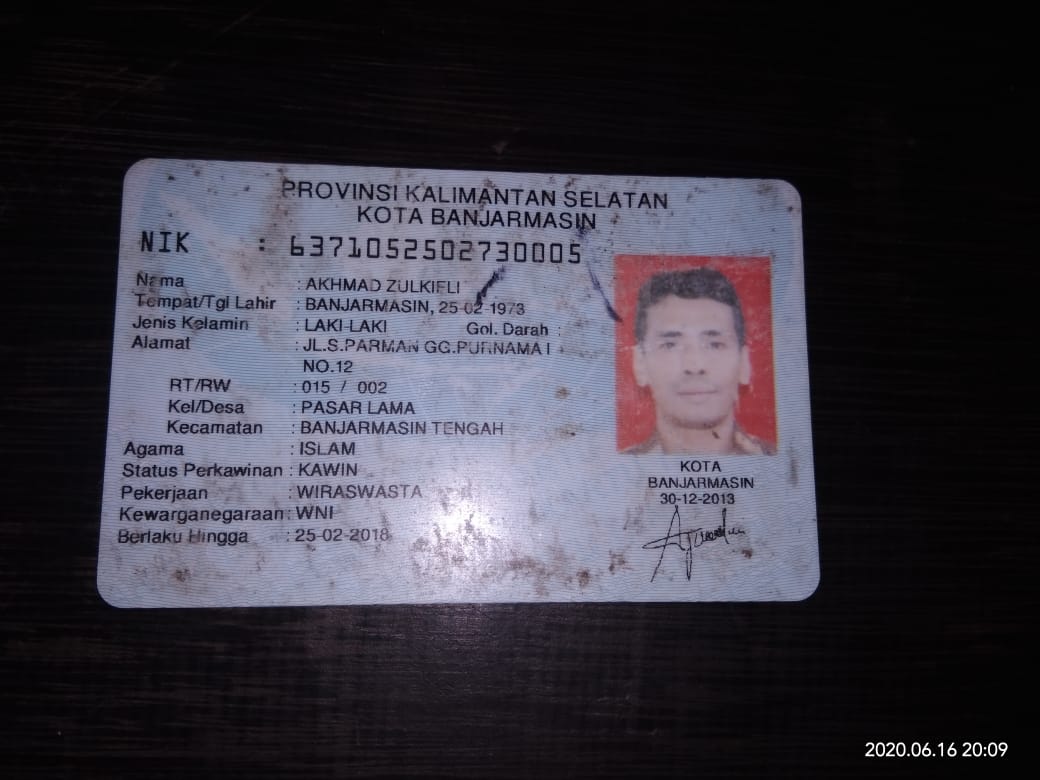 PROVINSI KALIMANTAN SELATAN
KOTA BANJARMASIN
NIK : 6371052502730005
Nama : AKHMAD ZULKIFLI
Tempat/Tgl Lahir : BANJARMASIN, 25-02-1973
Jenis Kelamin : LAKI-LAKI Gol. Darah :
Alamat : JL.S.PARMAN GG.PURNAMA I
NO.12
RT/RW : 015 / 002
Kel/Desa : PASAR LAMA
Kecamatan : BANJARMASIN TENGAH
Agama : ISLAM
Status Perkawinan : KAWIN
Pekerjaan : WIRASWASTA
Kewarganegaraan : WNI
Berlaku Hingga : 25-02-2018
KOTA
BANJARMASIN
30-12-2013
2020.06.16 20:09